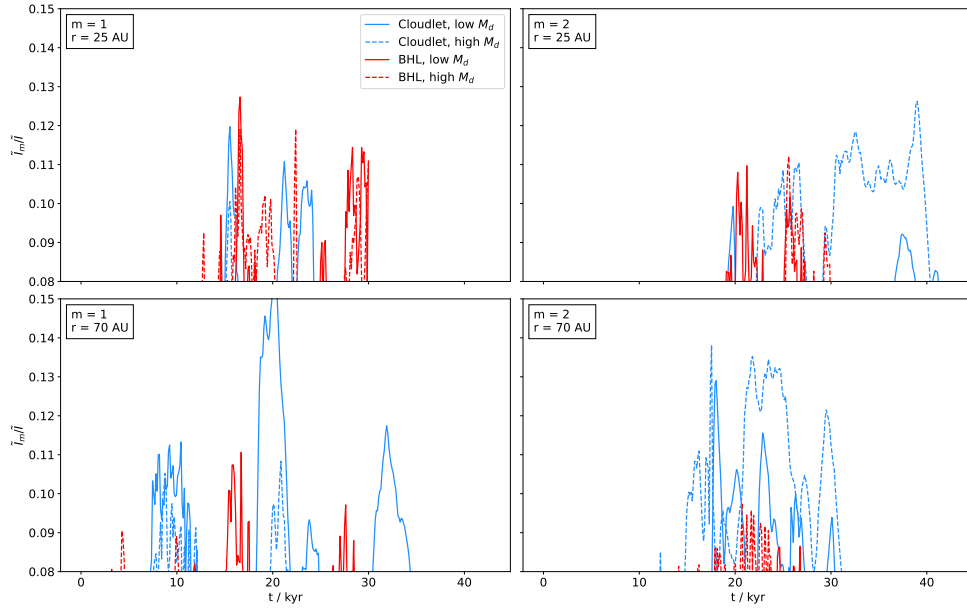 0.15
0.14
0.13
0.12
0.11
0.10
0.09
0.08
Ĩₘ/Ĩ
m = 1
r = 25 AU
Cloudlet, low M_d
Cloudlet, high M_d
BHL, low M_d
BHL, high M_d
m = 2
r = 25 AU
0.15
0.14
0.13
0.12
0.11
0.10
0.09
0.08
Ĩₘ/Ĩ
m = 1
r = 70 AU
0 10 20 30 40
t / kyr
m = 2
r = 70 AU
0 10 20 30 40
t / kyr